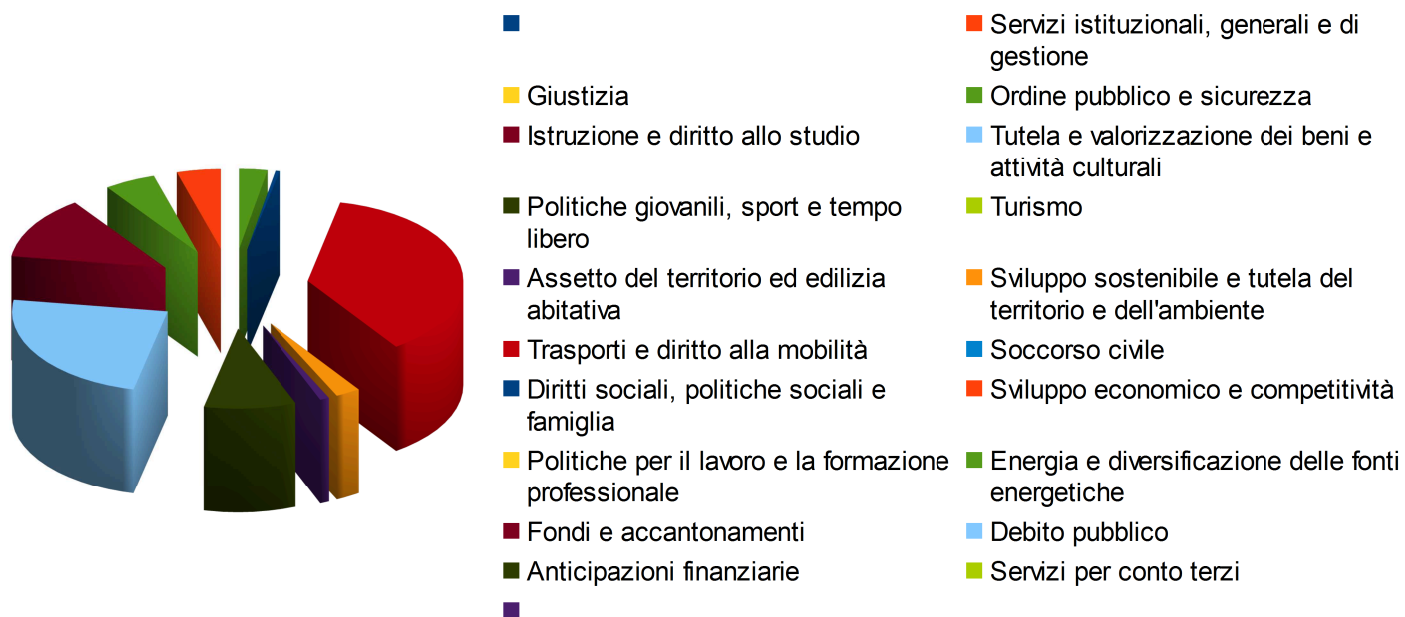 Servizi istituzionali, generali e di
gestione
Giustizia
Ordine pubblico e sicurezza
Istruzione e diritto allo studio
Tutela e valorizzazione dei beni e
attività culturali
Politiche giovanili, sport e tempo
libero
Turismo
Assetto del territorio ed edilizia
abitativa
Sviluppo sostenibile e tutela del
territorio e dell'ambiente
Trasporti e diritto alla mobilità
Soccorso civile
Diritti sociali, politiche sociali e
famiglia
Sviluppo economico e competitività
Politiche per il lavoro e la formazione
professionale
Energia e diversificazione delle fonti
energetiche
Fondi e accantonamenti
Debito pubblico
Anticipazioni finanziarie
Servizi per conto terzi